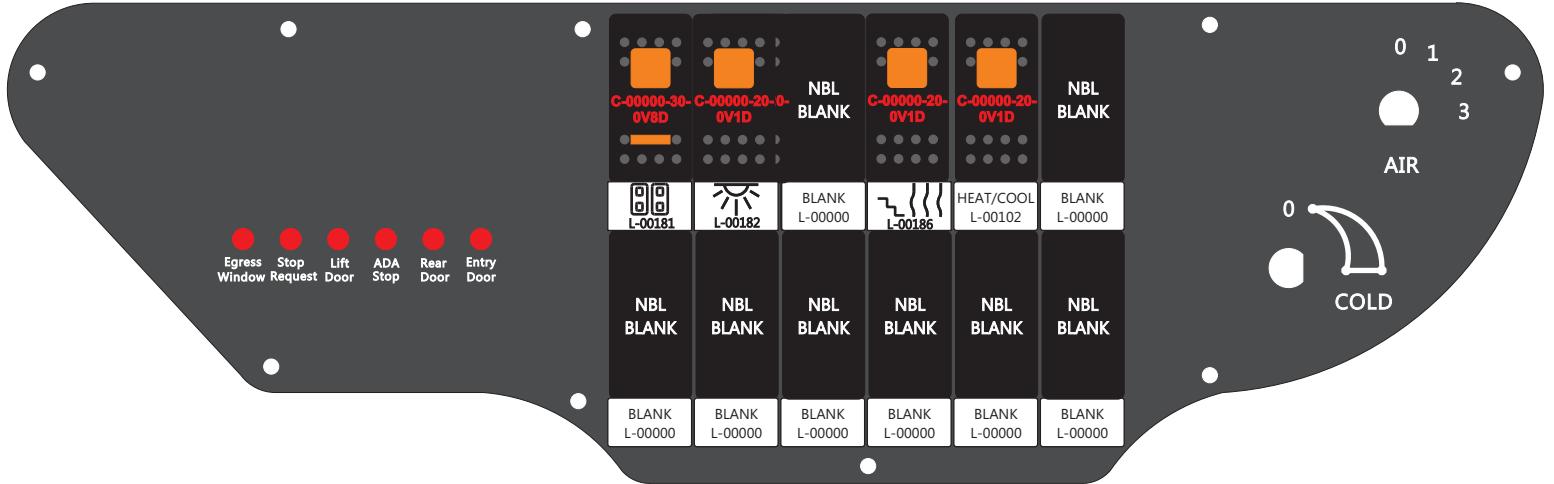 0
1
2
3
AIR
C-00000-30-
0V8D
C-00000-20-
0V1D
0-
NBL
BLANK
C-00000-20-
0V1D
C-00000-20-
0V1D
NBL
BLANK
L-00181
L-00182
BLANK
L-00000
L-00186
HEAT/COOL
L-00102
BLANK
L-00000
0
COLD
Egress
Window
Stop
Request
Lift
Door
ADA
Stop
Rear
Door
Entry
Door
NBL
BLANK
NBL
BLANK
NBL
BLANK
NBL
BLANK
NBL
BLANK
NBL
BLANK
BLANK
L-00000
BLANK
L-00000
BLANK
L-00000
BLANK
L-00000
BLANK
L-00000
BLANK
L-00000